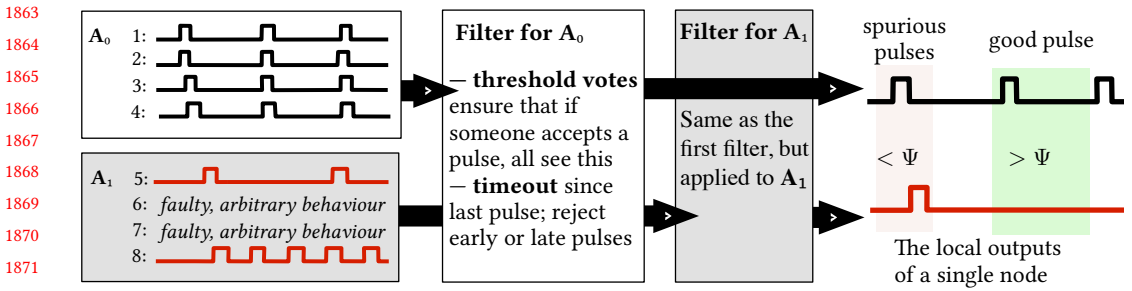 1863
1864
1865
1866
1867
1868
1869
1870
1871
A₀ 1:
2:
3:
4:
A₁ 5:
6: faulty, arbitrary behaviour
7: faulty, arbitrary behaviour
8:
Filter for A₀
– threshold votes
ensure that if
someone accepts a
pulse, all see this
– timeout since
last pulse; reject
early or late pulses
Filter for A₁
Same as the
first filter, but
applied to A₁
spurious
pulses
good pulse
< Ψ
> Ψ
The local outputs
of a single node